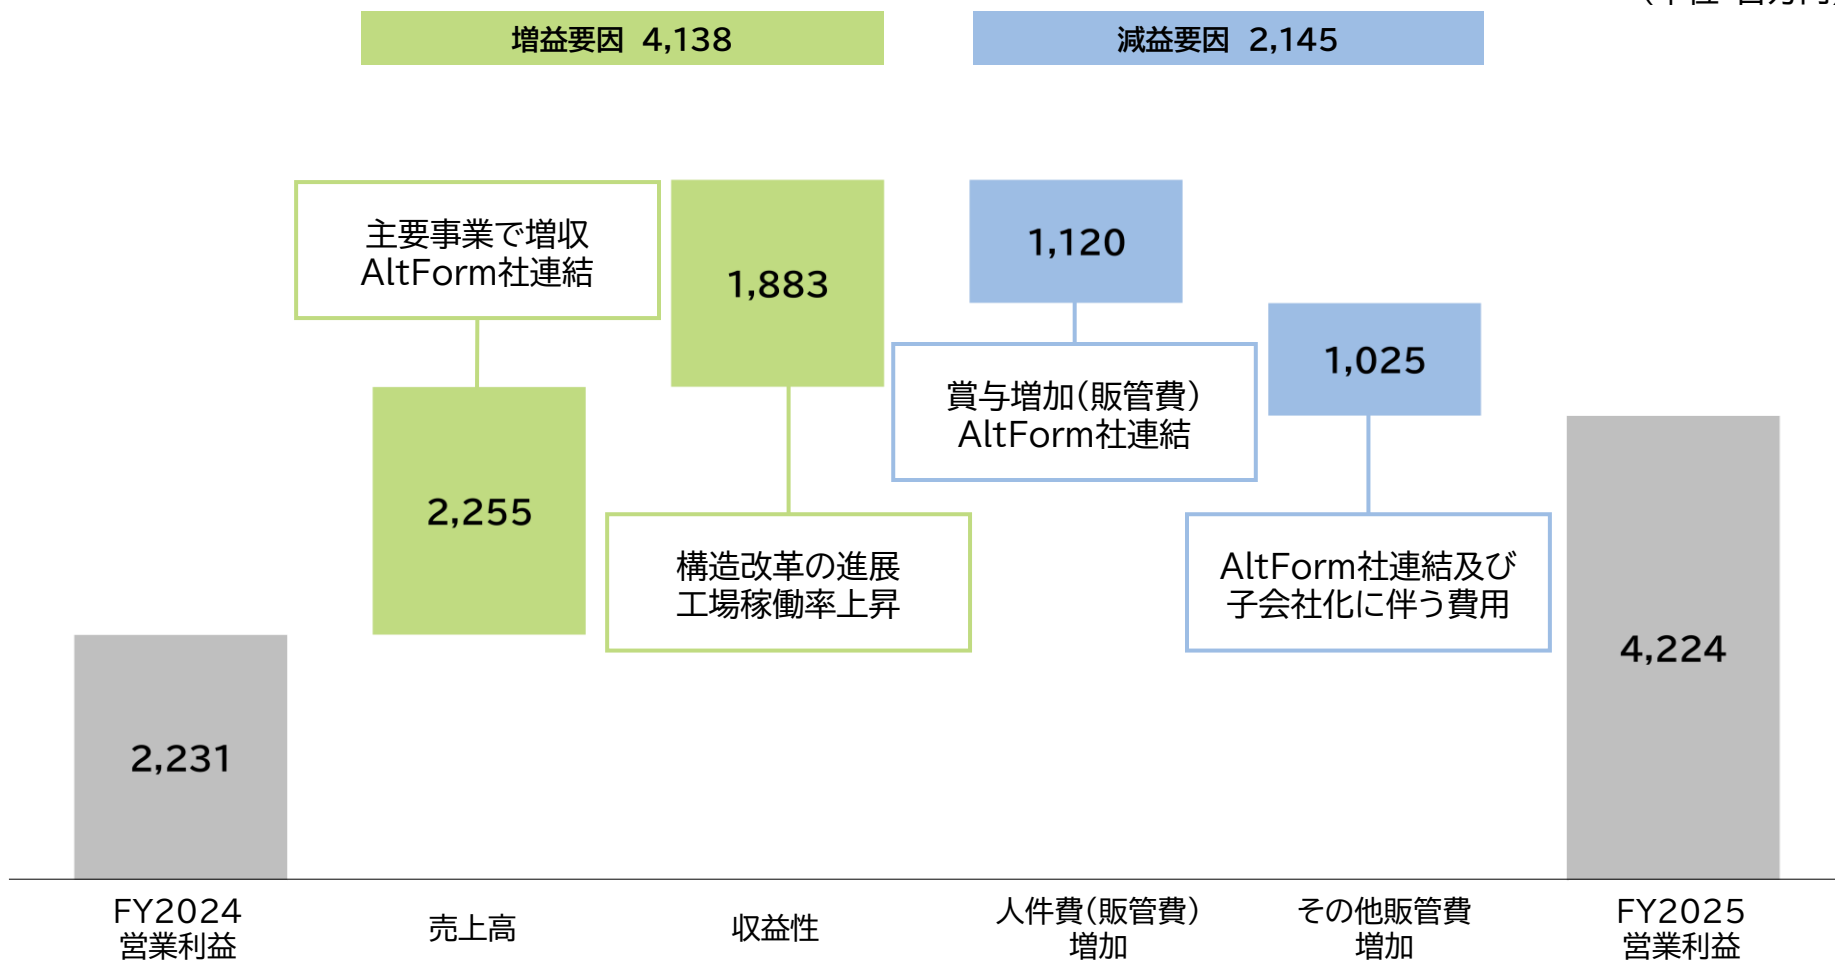 増益要因 4,138
減益要因 2,145
主要事業で増収
AltForm社連結
1,883
1,120
1,025
賞与増加(販管費)
AltForm社連結
2,255
構造改革の進展
工場稼働率上昇
AltForm社連結及び
子会社化に伴う費用
4,224
2,231
FY2024
営業利益
売上高
収益性
人件費(販管費)
増加
その他販管費
増加
FY2025
営業利益